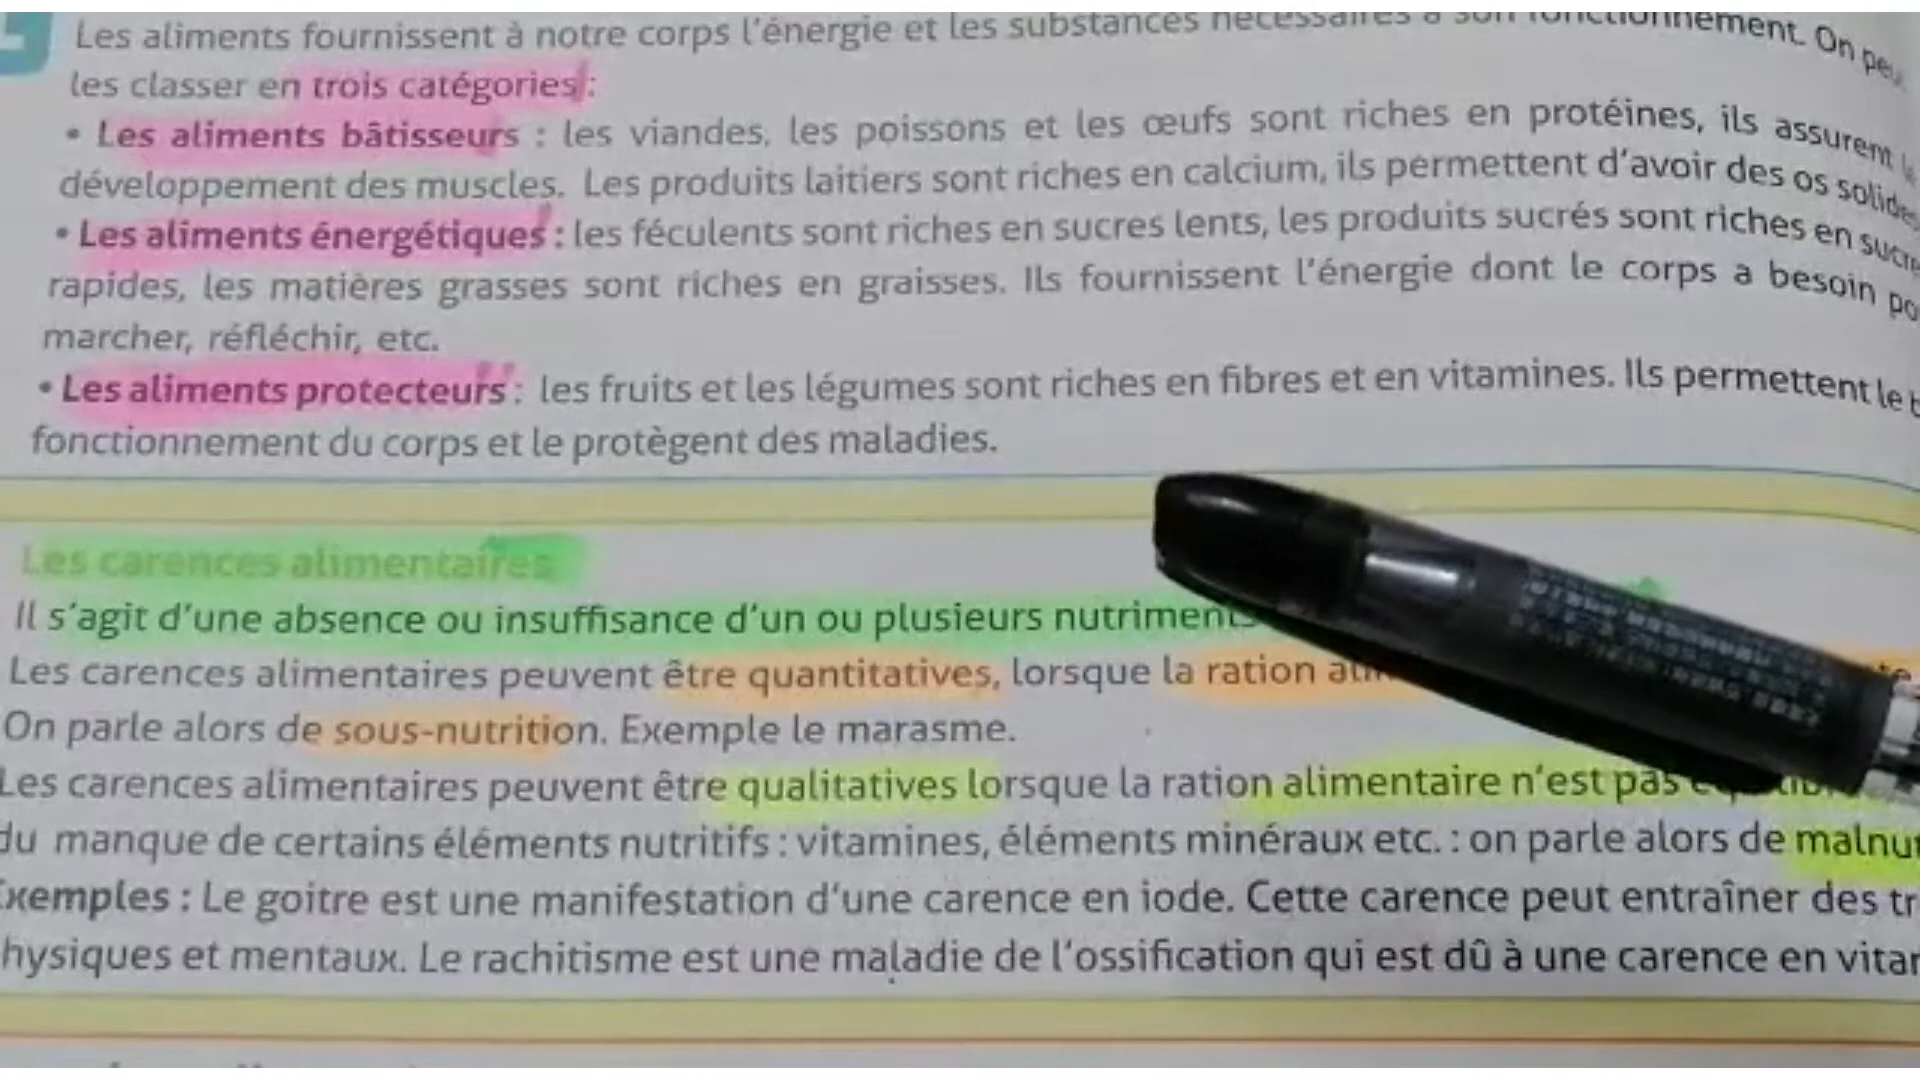 Les aliments fournissent à notre corps l'énergie et les substances nécessaires à son fonctionnement. On
les classer en trois catégories :
• Les aliments bâtisseurs : les viandes, les poissons et les œufs sont riches en protéines, ils assurent
développement des muscles. Les produits laitiers sont riches en calcium, ils permettent d'avoir des os solides
• Les aliments énergétiques : les féculents sont riches en sucres lents, les produits sucrés sont riches en
rapides, les matières grasses sont riches en graisses. Ils fournissent l'énergie dont le corps a besoin
marcher, réfléchir, etc.
• Les aliments protecteurs : les fruits et les légumes sont riches en fibres et en vitamines. Ils permettent le
fonctionnement du corps et le protègent des maladies.
Les carences alimentaires
Il s'agit d'une absence ou insuffisance d'un ou plusieurs nutriments
Les carences alimentaires peuvent être quantitatives, lorsque la ration
On parle alors de sous-nutrition. Exemple le marasme.
Les carences alimentaires peuvent être qualitatives lorsque la ration alimentaire n'est pas
du manque de certains éléments nutritifs : vitamines, éléments minéraux etc. : on parle alors de
Exemples : Le goitre est une manifestation d'une carence en iode. Cette carence peut entraîner des
hysiques et mentaux. Le rachitisme est une maladie de l'ossification qui est dû à une carence en